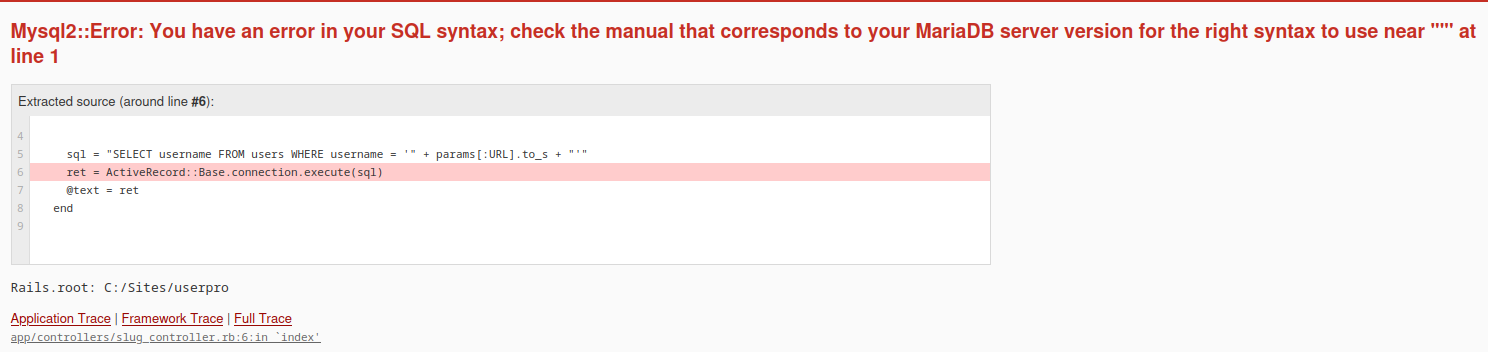 Mysql2::Error: You have an error in your SQL syntax; check the manual that corresponds to your MariaDB server version for the right syntax to use near ''''' at
line 1
Extracted source (around line #6):
4
5 sql = "SELECT username FROM users WHERE username = '" + params[:URL].to_s + "'"
6 ret = ActiveRecord::Base.connection.execute(sql)
7 @text = ret
8 end
9
Rails.root: C:/Sites/userpro
Application Trace | Framework Trace | Full Trace
app/controllers/slug_controller.rb:6:in `index'